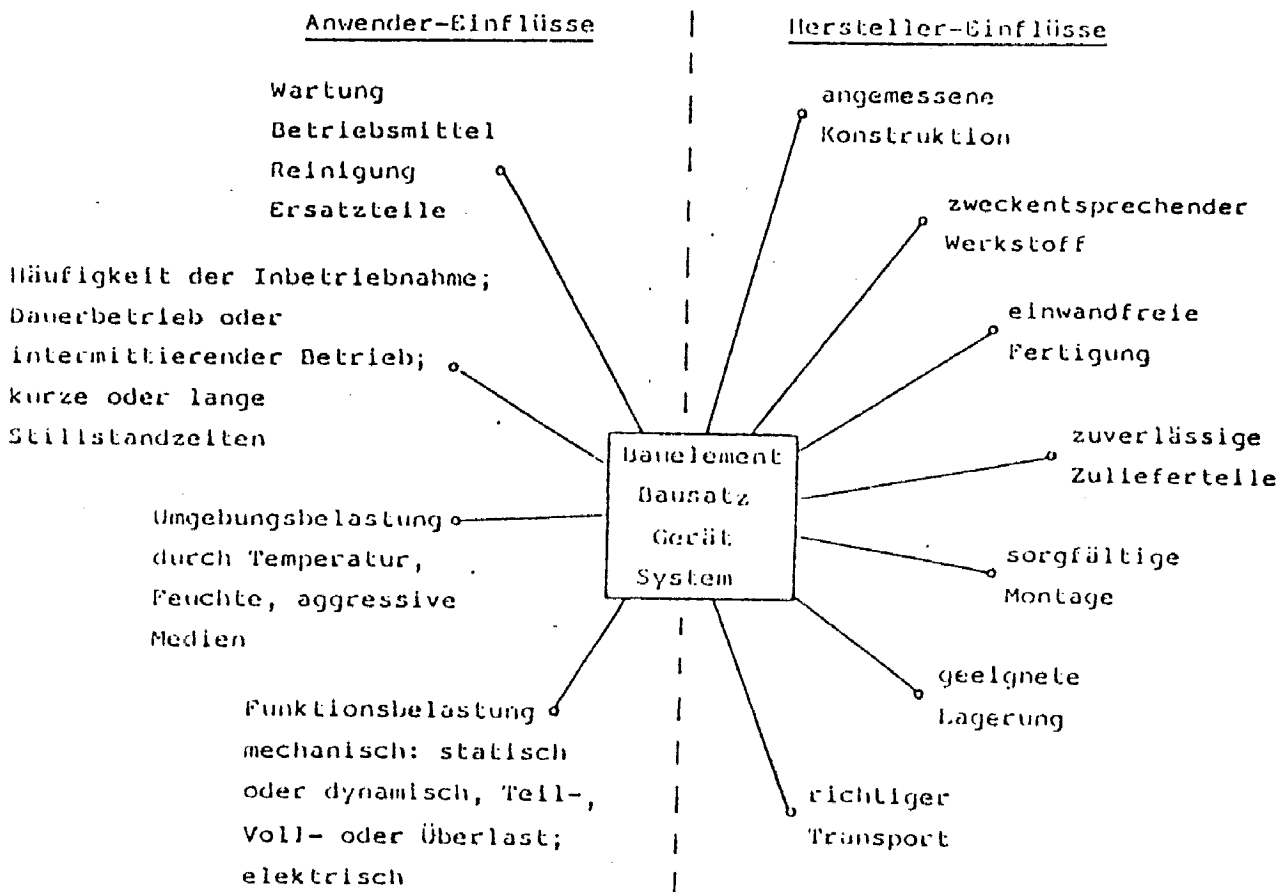 Anwender-Einflüsse
Wartung
Betriebsmittel
Reinigung
Ersatzteile
Häufigkeit der Inbetriebnahme;
Dauerbetrieb oder
intermittierender Betrieb;
kurze oder lange
Stillstandzeiten
Umgebungsbelastung
durch Temperatur,
Feuchte, aggressive
Medien
Funktionsbelastung
mechanisch: statisch
oder dynamisch, Teil-,
Voll- oder Überlast;
elektrisch
Bauelement
Bausatz
Gerät
System
Hersteller-Einflüsse
angemessene
Konstruktion
zweckentsprechender
Werkstoff
einwandfreie
Fertigung
zuverlässige
Zulieferteile
sorgfältige
Montage
geeignete
Lagerung
richtiger
Transport